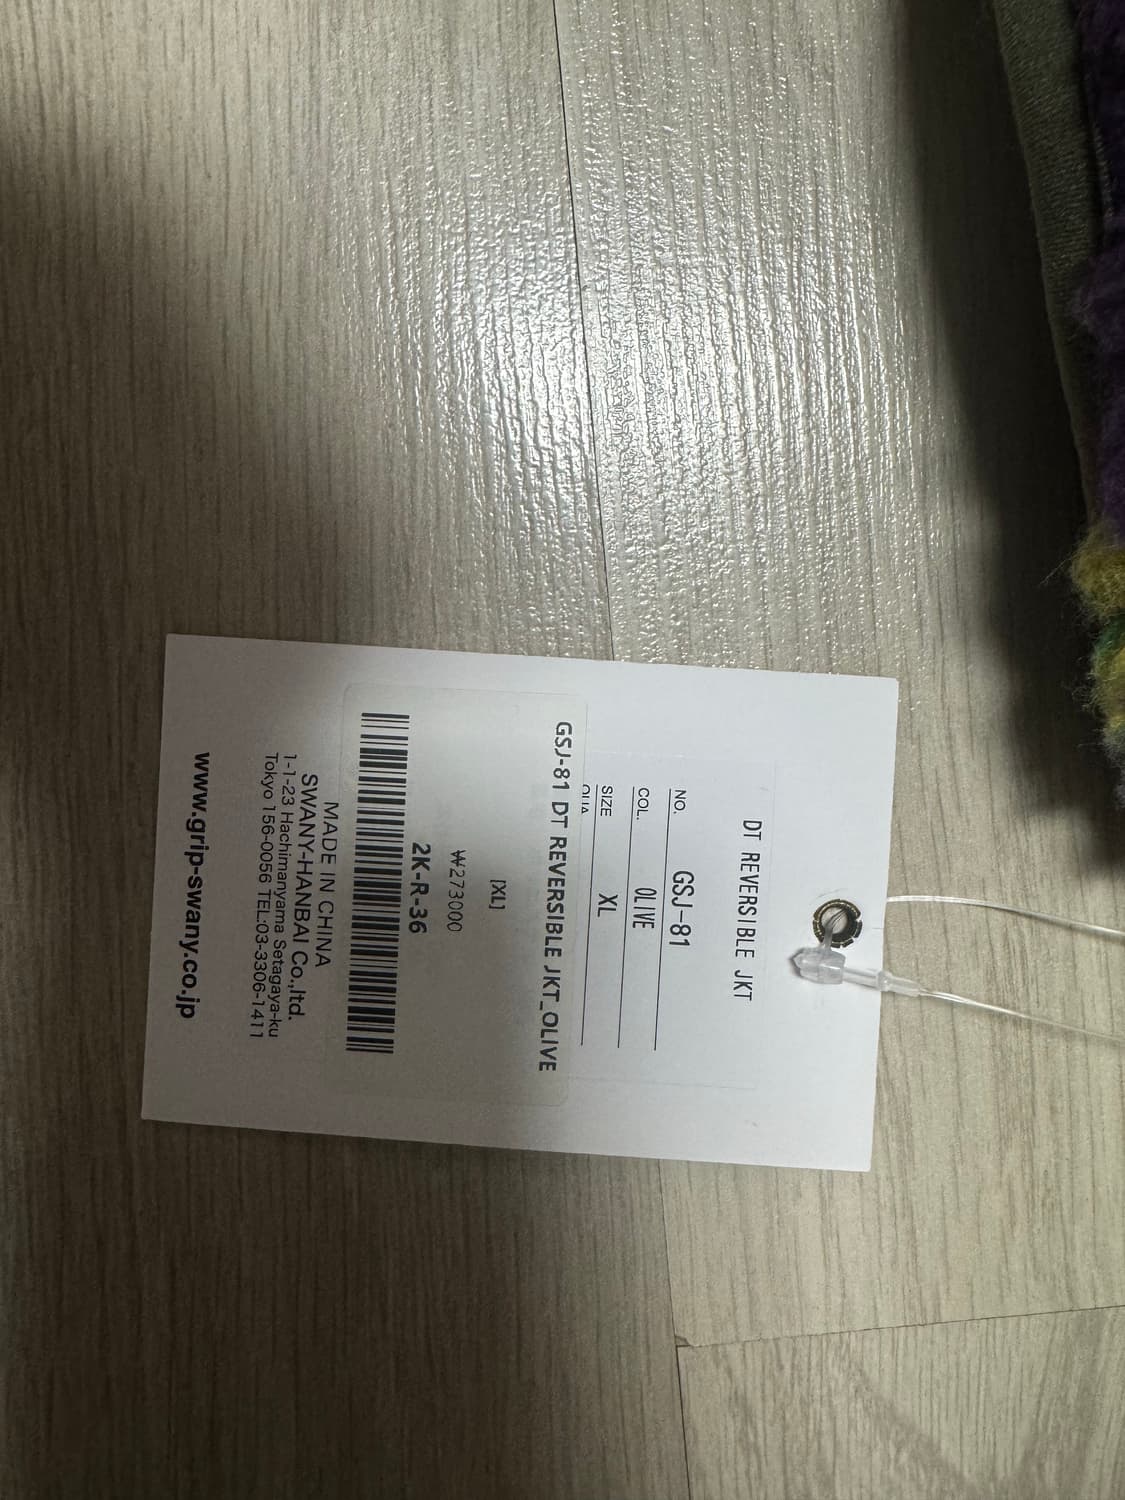 DT REVERSIBLE JKT
NO. GSJ-81
COL. OLIVE
SIZE XL
GSJ-81 DT REVERSIBLE JKT_OLIVE
[XL]
₩273000
2K-R-36
MADE IN CHINA
SWANY-HANBAI Co.,ltd.
1-1-23 Hachimanyama Setagaya-ku
Tokyo 156-0056 TEL:03-3306-1411
www.grip-swany.co.jp